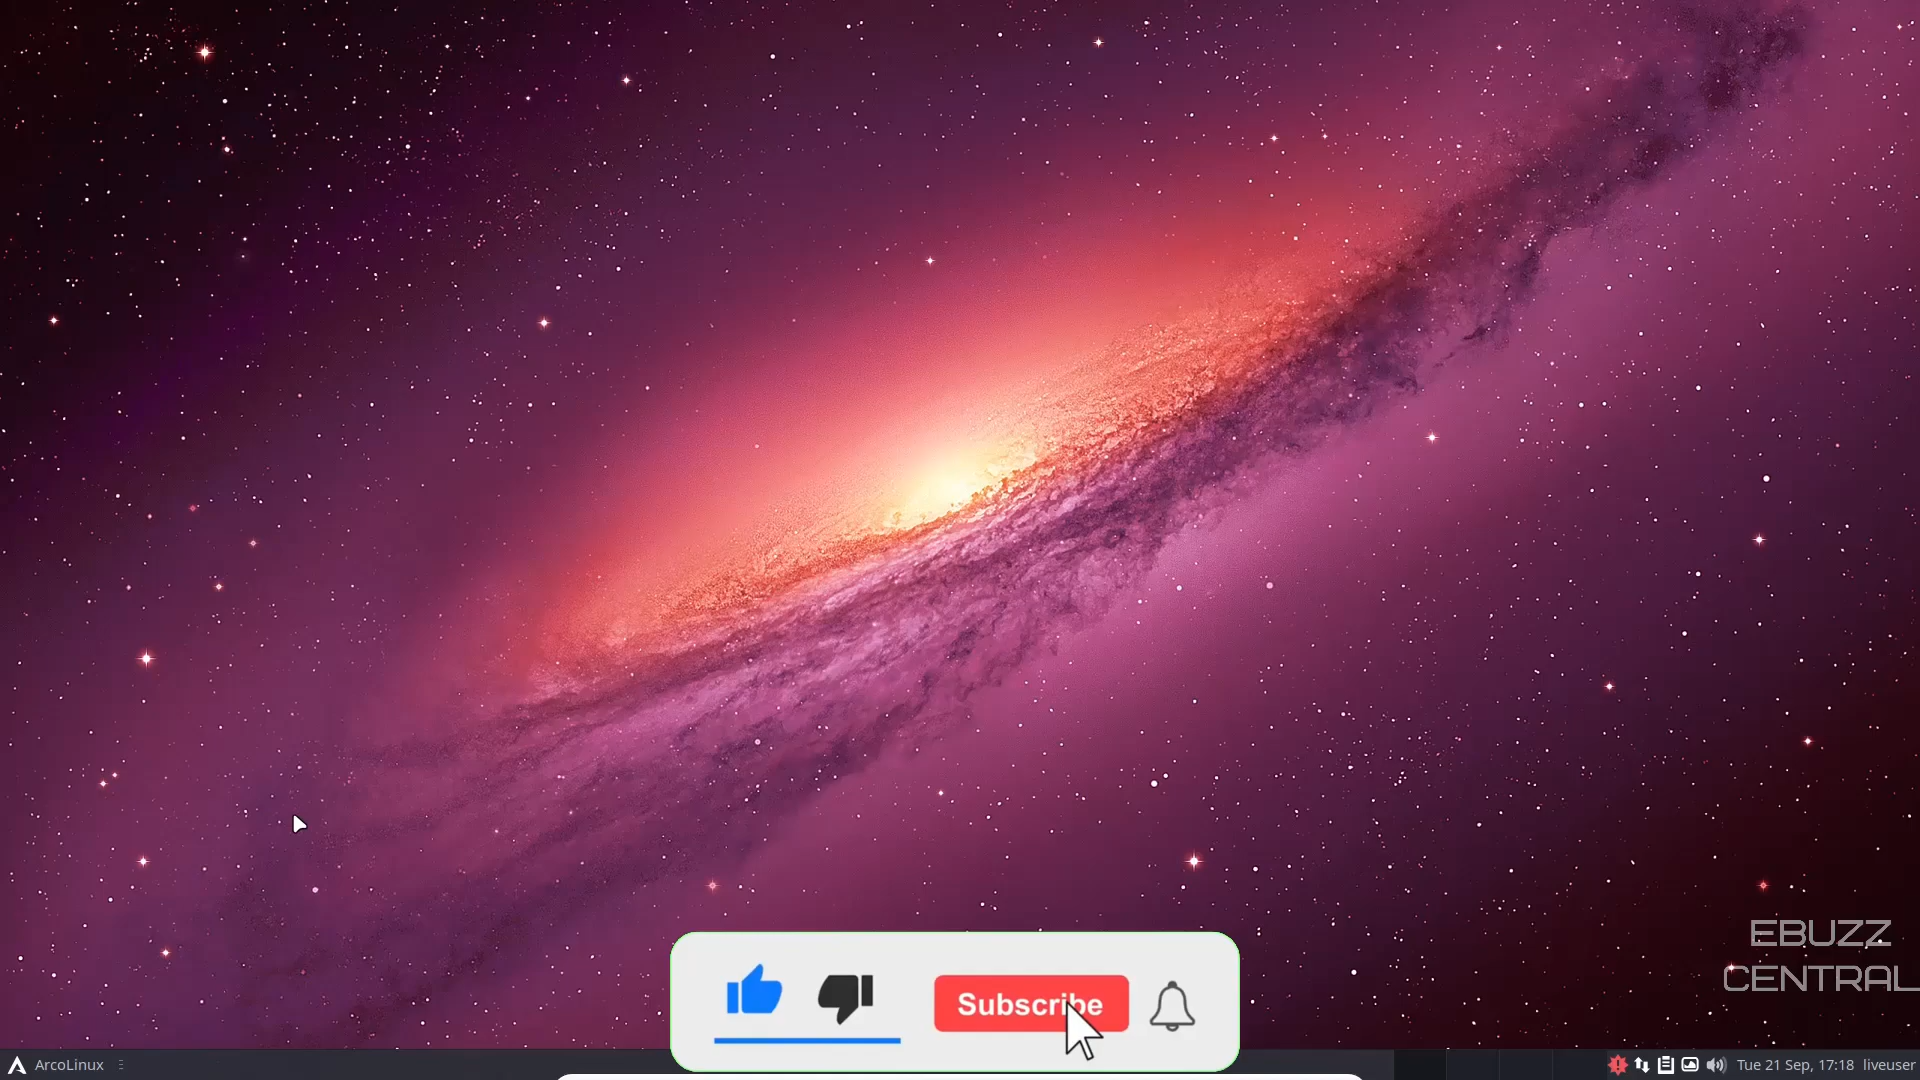 EBUZZ
CENTRAL
Subscribe
ArcoLinux
Tue 21 Sep, 17:18 liveuser